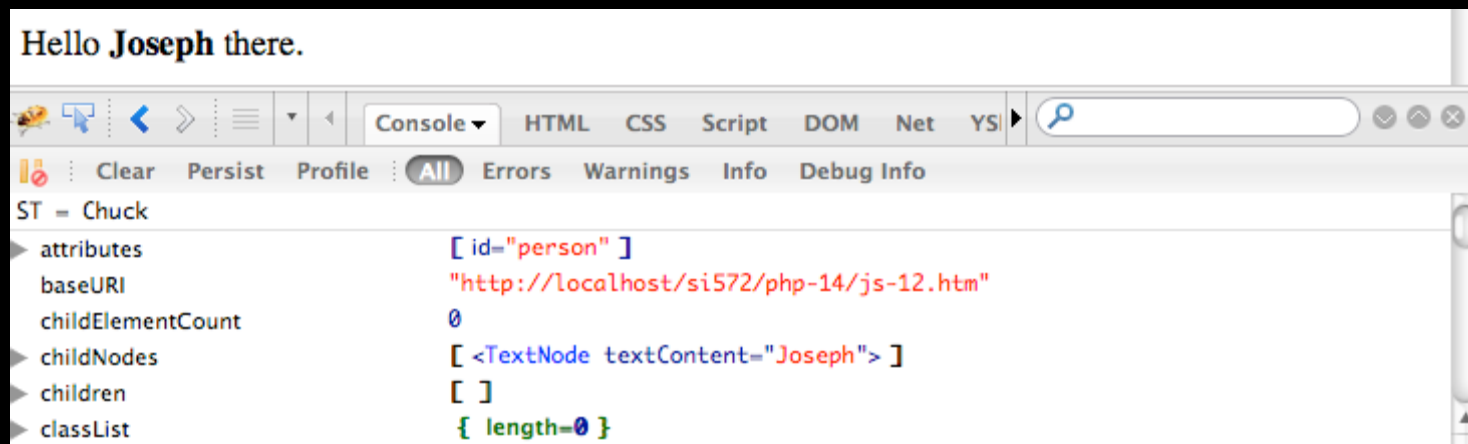 Hello Joseph there.
Console HTML CSS Script DOM Net
Clear Persist Profile All Errors Warnings Info Debug Info
ST = Chuck
attributes [ id="person" ]
baseURI "http://localhost/si572/php-14/js-12.htm"
childElementCount 0
childNodes [ <TextNode textContent="Joseph"> ]
children [ ]
classList { length=0 }